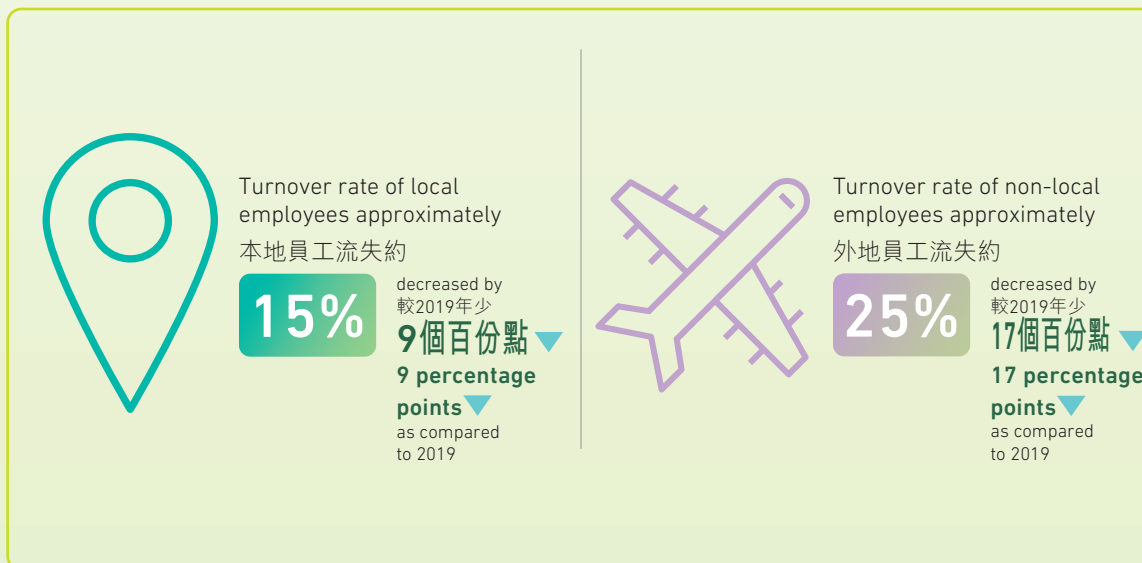 Turnover rate of local
employees approximately
本地員工流失約
15%
decreased by
較2019年少
9個百份點
9 percentage
points
as compared
to 2019
Turnover rate of non-local
employees approximately
外地員工流失約
25%
decreased by
較2019年少
17個百份點
17 percentage
points
as compared
to 2019